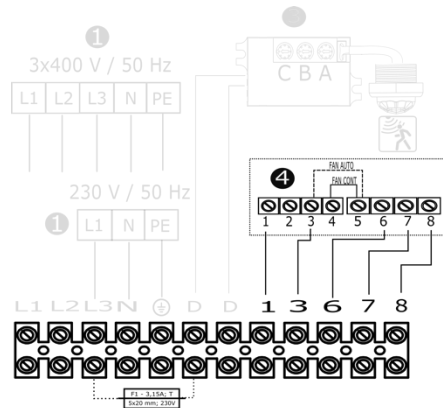 1
3x400 V / 50 Hz
L1 L2 L3 N PE
C B A
4
FAN AUTO
FAN CONT
1 2 3 4 5 6 7 8
230 V / 50 Hz
1 L1 N PE
L1 L2 L3 N D D 1 3 6 7 8
F1 - 3,15A; T
5x20 mm; 230V